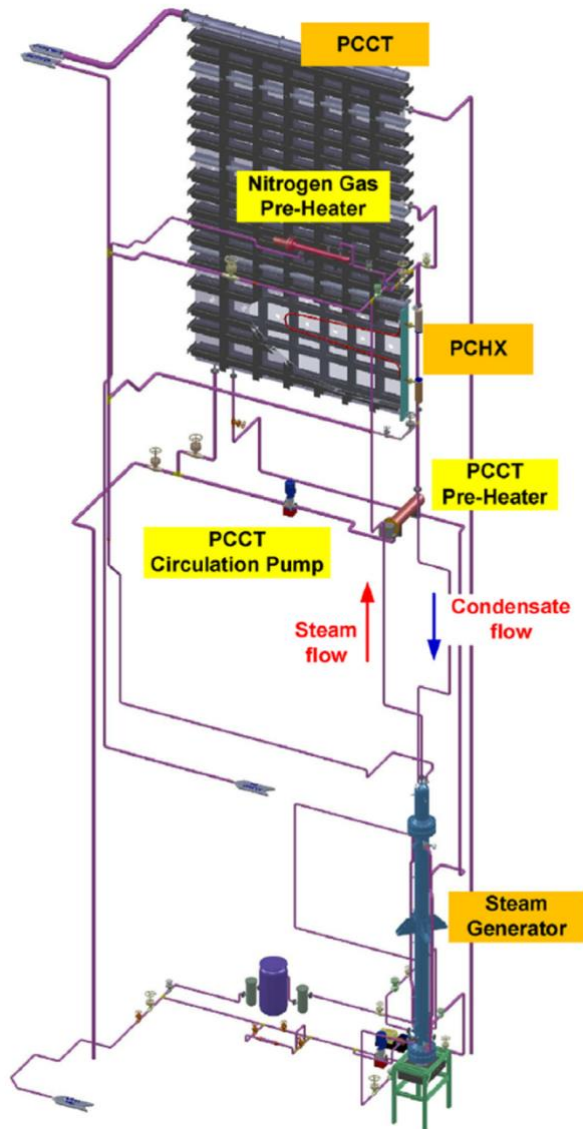 PCCT
Nitrogen Gas
Pre-Heater
PCHX
PCCT
Pre-Heater
PCCT
Circulation Pump
Steam
flow
Condensate
flow
Steam
Generator